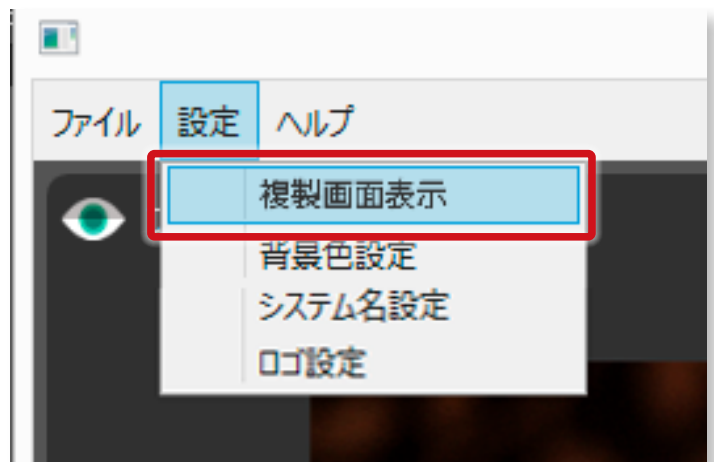 ファイル 設定 ヘルプ
複製画面表示
背景色設定
システム名設定
ロゴ設定